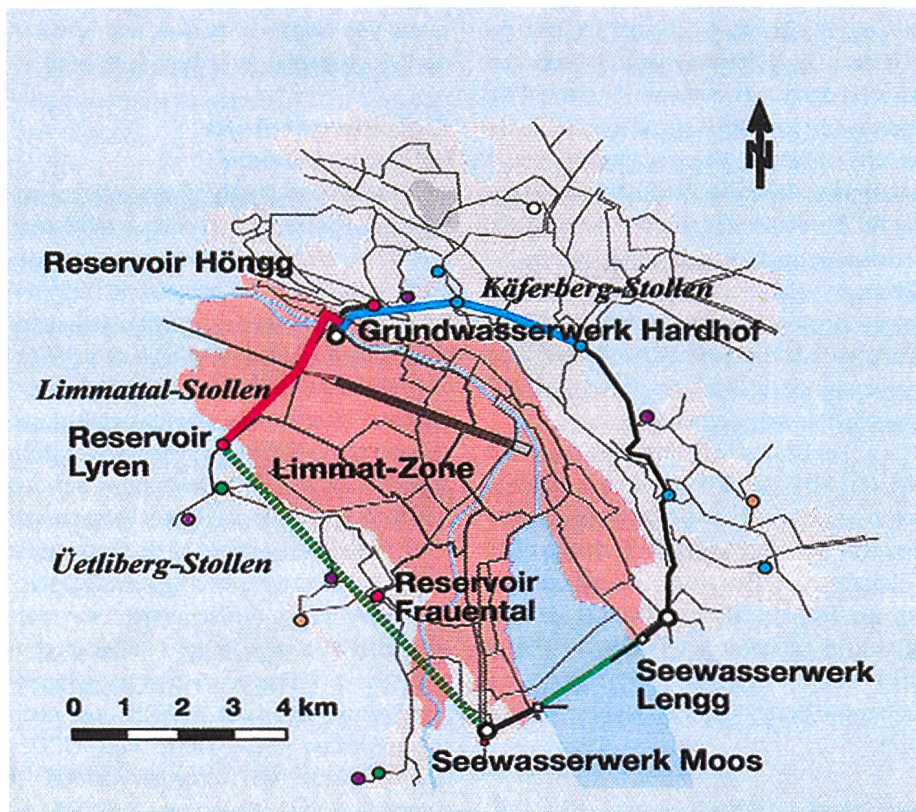 N
Reservoir Höngg
Käferberg-Stollen
Grundwasserwerk Hardhof
Limmattal-Stollen
Reservoir
Lyren
Limmat-Zone
Üetliberg-Stollen
Reservoir
Frauental
Seewasserwerk
Lengg
0 1 2 3 4 km
Seewasserwerk Moos